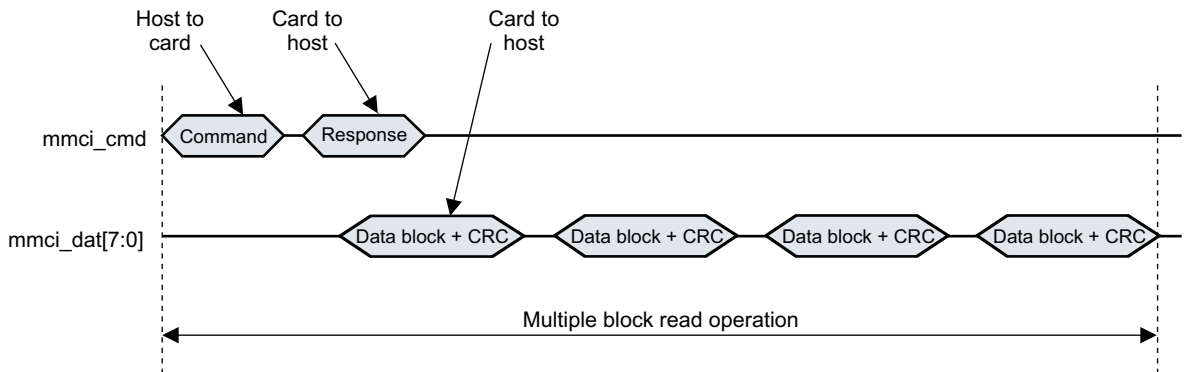 Host to
card
Card to
host
Card to
host
mmci_cmd
Command
Response
mmci_dat[7:0]
Data block + CRC
Data block + CRC
Data block + CRC
Data block + CRC
Multiple block read operation